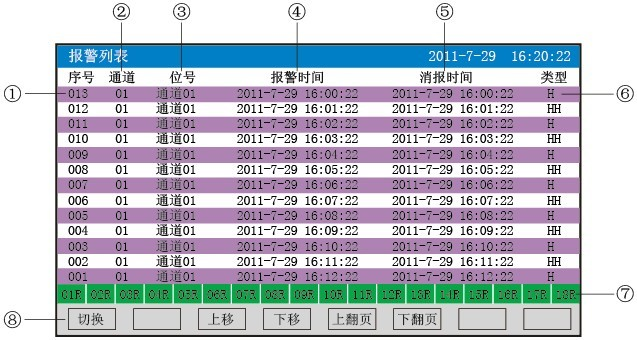 ② ③ ④ ⑤
报警列表 2011-7-29 16:20:22
序号 通道 位号 报警时间 消报时间 类型
① 013 01 通道01 2011-7-29 16:00:22 2011-7-29 16:00:22 H ⑥
012 01 通道01 2011-7-29 16:01:22 2011-7-29 16:01:22 HH
011 01 通道01 2011-7-29 16:02:22 2011-7-29 16:02:22 H
010 01 通道01 2011-7-29 16:03:22 2011-7-29 16:03:22 HH
009 01 通道01 2011-7-29 16:04:22 2011-7-29 16:04:22 H
008 01 通道01 2011-7-29 16:05:22 2011-7-29 16:05:22 HH
007 01 通道01 2011-7-29 16:06:22 2011-7-29 16:06:22 H
006 01 通道01 2011-7-29 16:07:22 2011-7-29 16:07:22 HH
005 01 通道01 2011-7-29 16:08:22 2011-7-29 16:08:22 H
004 01 通道01 2011-7-29 16:09:22 2011-7-29 16:09:22 HH
003 01 通道01 2011-7-29 16:10:22 2011-7-29 16:10:22 H
002 01 通道01 2011-7-29 16:11:22 2011-7-29 16:11:22 HH
001 01 通道01 2011-7-29 16:12:22 2011-7-29 16:12:22 H
01R 02R 03R 04R 05R 06R 07R 08R 09R 10R 11R 12R 13R 14R 15R 16R 17R 18R ⑦
⑧ 切换 上移 下移 上翻页 下翻页